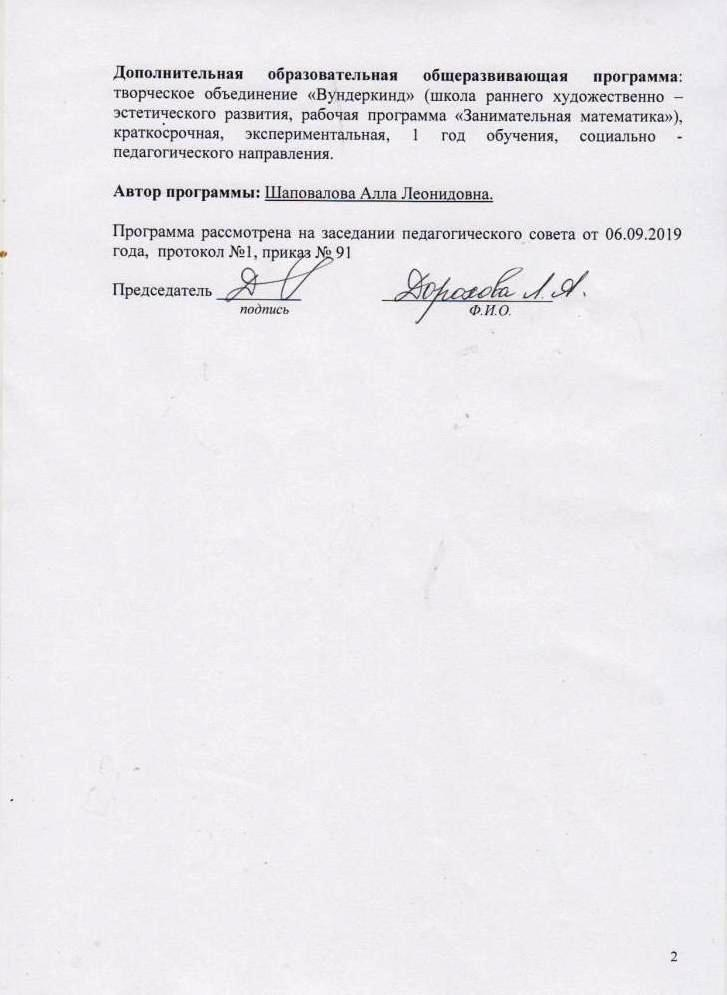 Дополнительная образовательная общеразвивающая программа:
творческое объединение «Вундеркинд» (школа раннего художественно –
эстетического развития, рабочая программа «Занимательная математика»),
краткосрочная, экспериментальная, 1 год обучения, социально -
педагогического направления.
Автор программы: Шаповалова Алла Леонидовна.
Программа рассмотрена на заседании педагогического совета от 06.09.2019
года, протокол №1, приказ № 91
Председатель Дорохова Л.А.
подпись Ф.И.О.
2